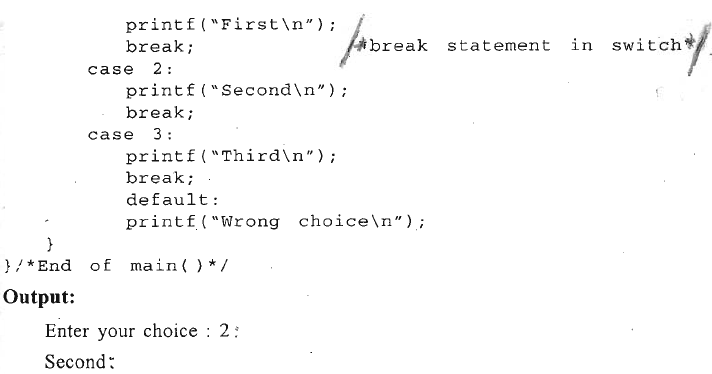 printf("First\n");    /*break statement in switch*/
break;
case 2:
printf("Second\n");
break;
case 3:
printf("Third\n");
break;
default:
printf("Wrong choice\n");
}
}/*End of main()*/
Output:
Enter your choice : 2
Second